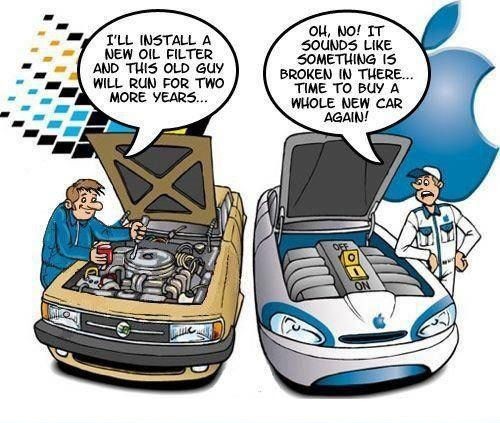 I'LL INSTALL A
NEW OIL FILTER
AND THIS OLD GUY
WILL RUN FOR TWO
MORE YEARS...
OH, NO! IT
SOUNDS LIKE
SOMETHING IS
BROKEN IN THERE...
TIME TO BUY A
WHOLE NEW CAR
AGAIN!
OFF
ON